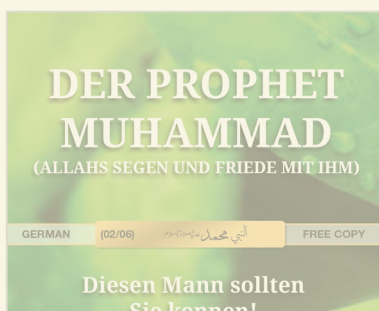 DER PROPHET
MUHAMMAD
(ALLAHS SEGEN UND FRIEDE MIT IHM)
GERMAN (02/06) النبي محمد FREE COPY
Diesen Mann sollten
Sie kennen!